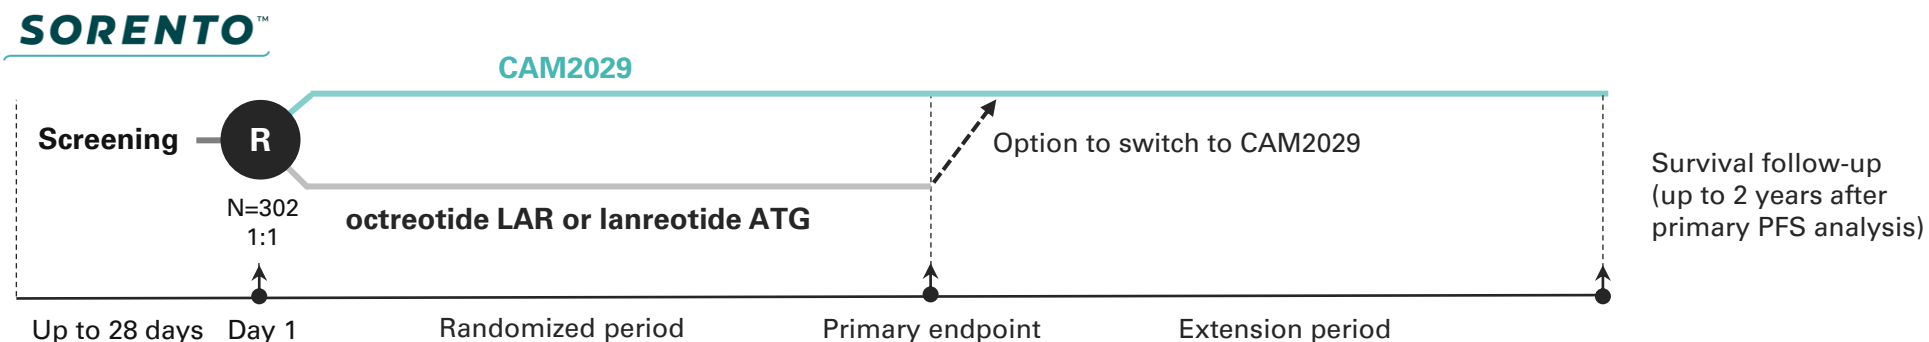 SORENTO™
CAM2029
Screening
R
Option to switch to CAM2029
N=302
1:1
octreotide LAR or lanreotide ATG
Survival follow-up
(up to 2 years after
primary PFS analysis)
Up to 28 days
Day 1
Randomized period
Primary endpoint
Extension period